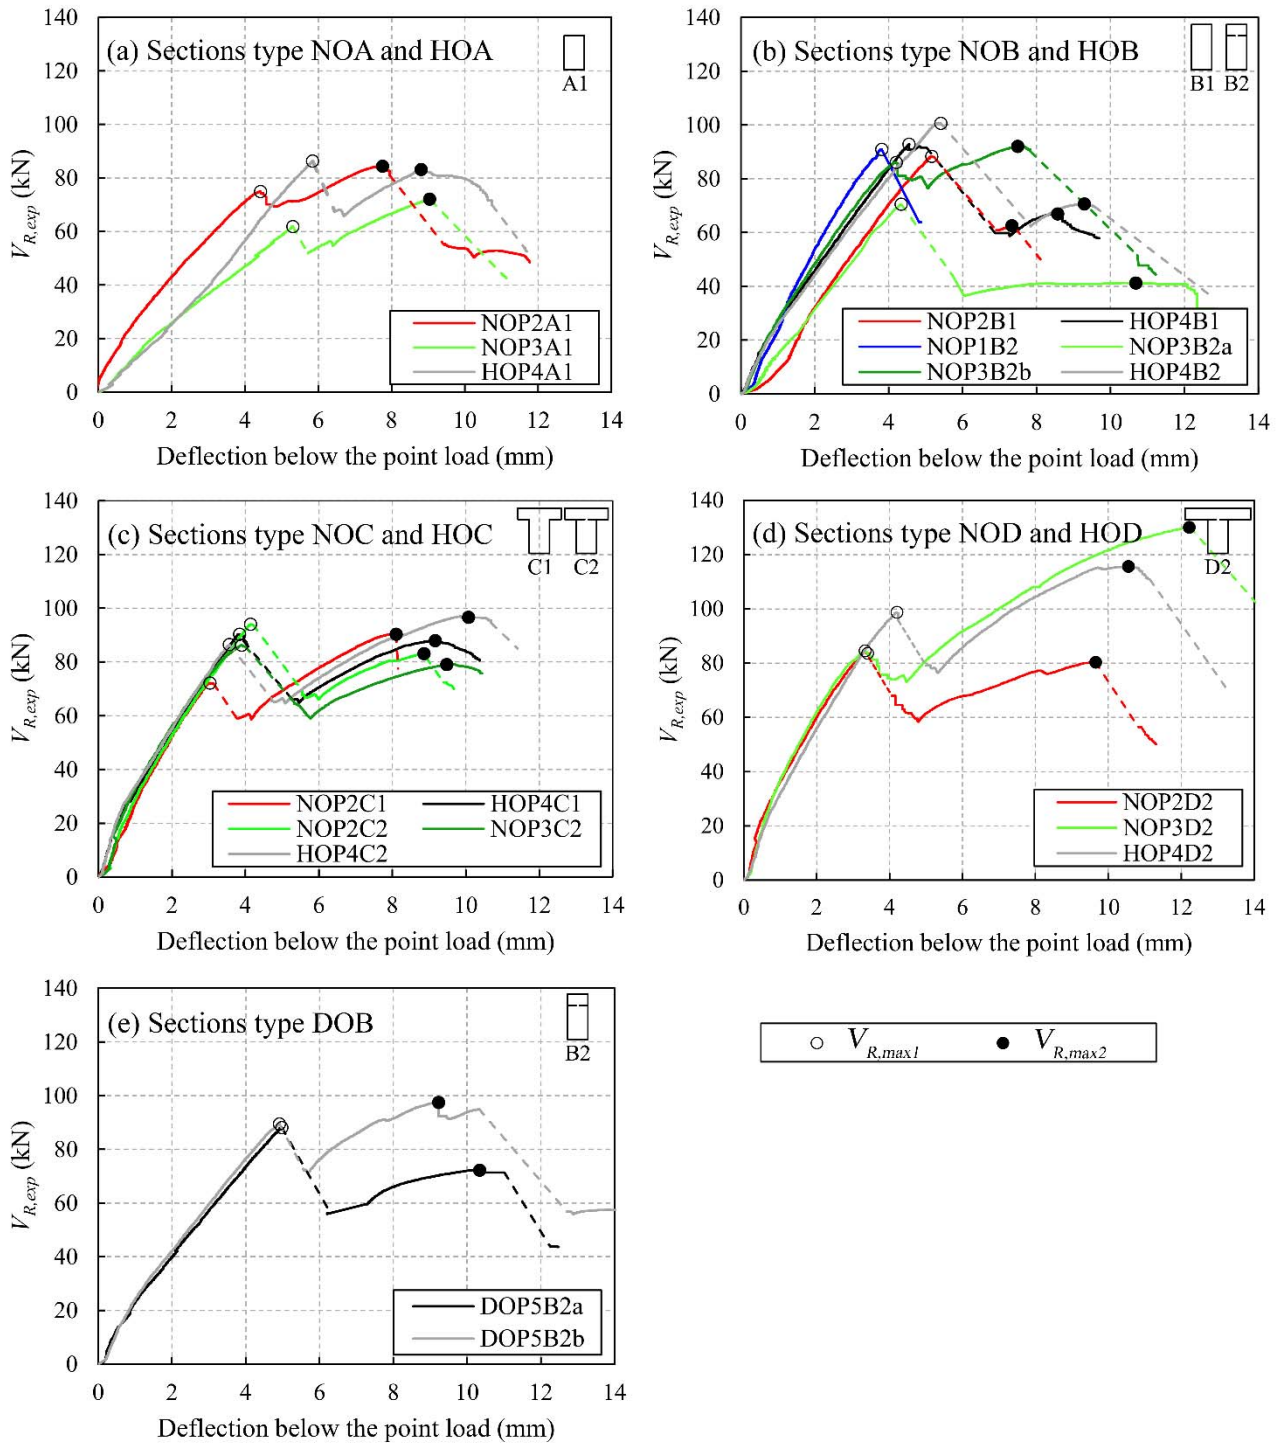 (a) Sections type NOA and HOA
A1
140
120
100
80
60
40
20
0
V_{R,exp} (kN)
NOP2A1
NOP3A1
HOP4A1
0 2 4 6 8 10 12 14
Deflection below the point load (mm)
(b) Sections type NOB and HOB
B1 B2
140
120
100
80
60
40
20
0
V_{R,exp} (kN)
NOP2B1 HOP4B1
NOP1B2 NOP3B2a
NOP3B2b HOP4B2
0 2 4 6 8 10 12 14
Deflection below the point load (mm)
(c) Sections type NOC and HOC
C1 C2
140
120
100
80
60
40
20
0
V_{R,exp} (kN)
NOP2C1 HOP4C1
NOP2C2 NOP3C2
HOP4C2
0 2 4 6 8 10 12 14
Deflection below the point load (mm)
(d) Sections type NOD and HOD
D2
140
120
100
80
60
40
20
0
V_{R,exp} (kN)
NOP2D2
NOP3D2
HOP4D2
0 2 4 6 8 10 12 14
Deflection below the point load (mm)
(e) Sections type DOB
B2
140
120
100
80
60
40
20
0
V_{R,exp} (kN)
DOP5B2a
DOP5B2b
0 2 4 6 8 10 12 14
Deflection below the point load (mm)
V_{R,max1} V_{R,max2}